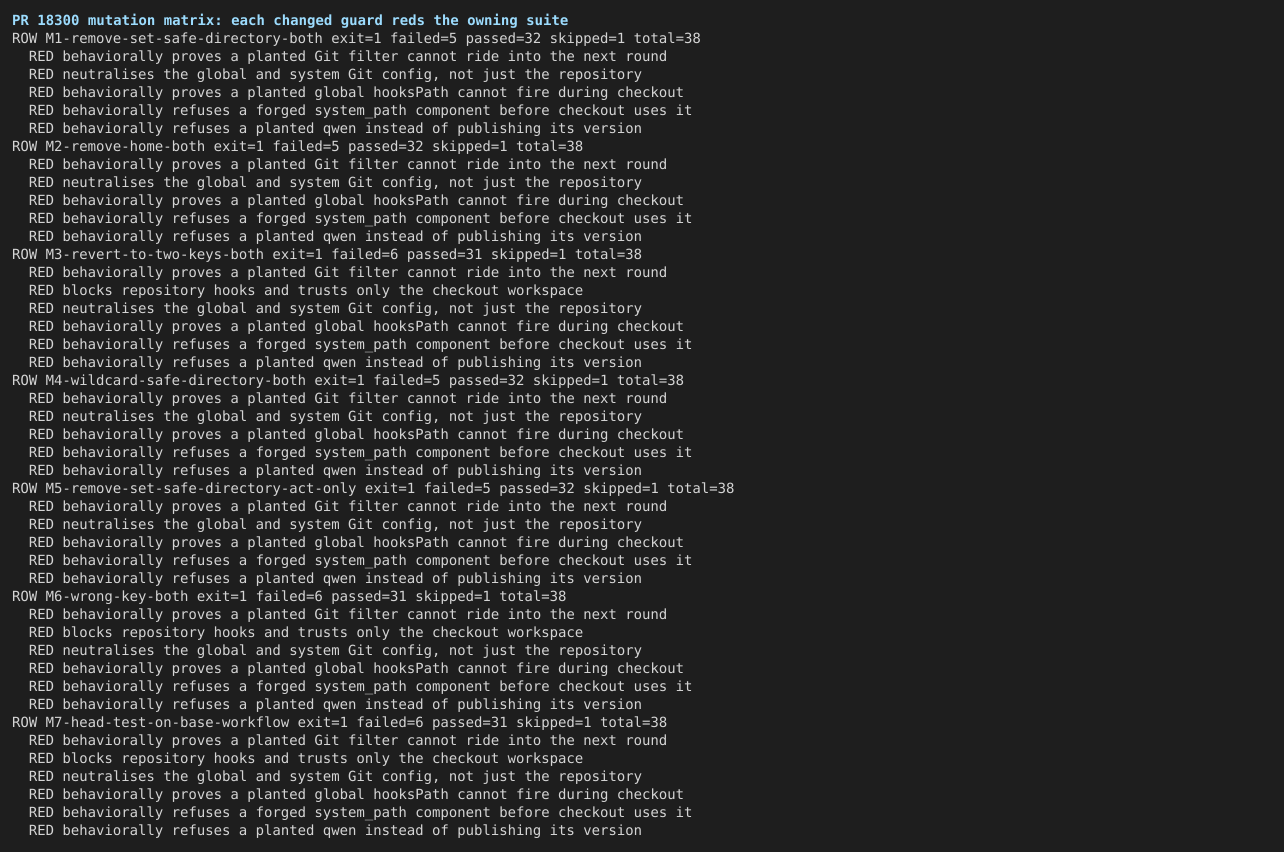 PR 18300 mutation matrix: each changed guard reds the owning suite
ROW M1-remove-set-safe-directory-both exit=1 failed=5 passed=32 skipped=1 total=38
RED behaviorally proves a planted Git filter cannot ride into the next round
RED neutralises the global and system Git config, not just the repository
RED behaviorally proves a planted global hooksPath cannot fire during checkout
RED behaviorally refuses a forged system_path component before checkout uses it
RED behaviorally refuses a planted qwen instead of publishing its version
ROW M2-remove-home-both exit=1 failed=5 passed=32 skipped=1 total=38
RED behaviorally proves a planted Git filter cannot ride into the next round
RED neutralises the global and system Git config, not just the repository
RED behaviorally proves a planted global hooksPath cannot fire during checkout
RED behaviorally refuses a forged system_path component before checkout uses it
RED behaviorally refuses a planted qwen instead of publishing its version
ROW M3-revert-to-two-keys-both exit=1 failed=6 passed=31 skipped=1 total=38
RED behaviorally proves a planted Git filter cannot ride into the next round
RED blocks repository hooks and trusts only the checkout workspace
RED neutralises the global and system Git config, not just the repository
RED behaviorally proves a planted global hooksPath cannot fire during checkout
RED behaviorally refuses a forged system_path component before checkout uses it
RED behaviorally refuses a planted qwen instead of publishing its version
ROW M4-wildcard-safe-directory-both exit=1 failed=5 passed=32 skipped=1 total=38
RED behaviorally proves a planted Git filter cannot ride into the next round
RED neutralises the global and system Git config, not just the repository
RED behaviorally proves a planted global hooksPath cannot fire during checkout
RED behaviorally refuses a forged system_path component before checkout uses it
RED behaviorally refuses a planted qwen instead of publishing its version
ROW M5-remove-set-safe-directory-act-only exit=1 failed=5 passed=32 skipped=1 total=38
RED behaviorally proves a planted Git filter cannot ride into the next round
RED neutralises the global and system Git config, not just the repository
RED behaviorally proves a planted global hooksPath cannot fire during checkout
RED behaviorally refuses a forged system_path component before checkout uses it
RED behaviorally refuses a planted qwen instead of publishing its version
ROW M6-wrong-key-both exit=1 failed=6 passed=31 skipped=1 total=38
RED behaviorally proves a planted Git filter cannot ride into the next round
RED blocks repository hooks and trusts only the checkout workspace
RED neutralises the global and system Git config, not just the repository
RED behaviorally proves a planted global hooksPath cannot fire during checkout
RED behaviorally refuses a forged system_path component before checkout uses it
RED behaviorally refuses a planted qwen instead of publishing its version
ROW M7-head-test-on-base-workflow exit=1 failed=6 passed=31 skipped=1 total=38
RED behaviorally proves a planted Git filter cannot ride into the next round
RED blocks repository hooks and trusts only the checkout workspace
RED neutralises the global and system Git config, not just the repository
RED behaviorally proves a planted global hooksPath cannot fire during checkout
RED behaviorally refuses a forged system_path component before checkout uses it
RED behaviorally refuses a planted qwen instead of publishing its version